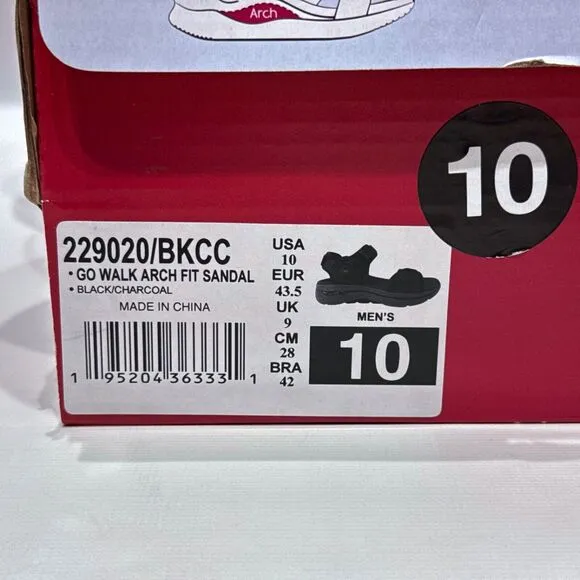 Arch
10
229020/BKCC
• GO WALK ARCH FIT SANDAL
• BLACK/CHARCOAL
MADE IN CHINA
1 95204 36333 1
USA
10
EUR
43.5
UK
9
CM
28
BRA
42
MEN'S
10